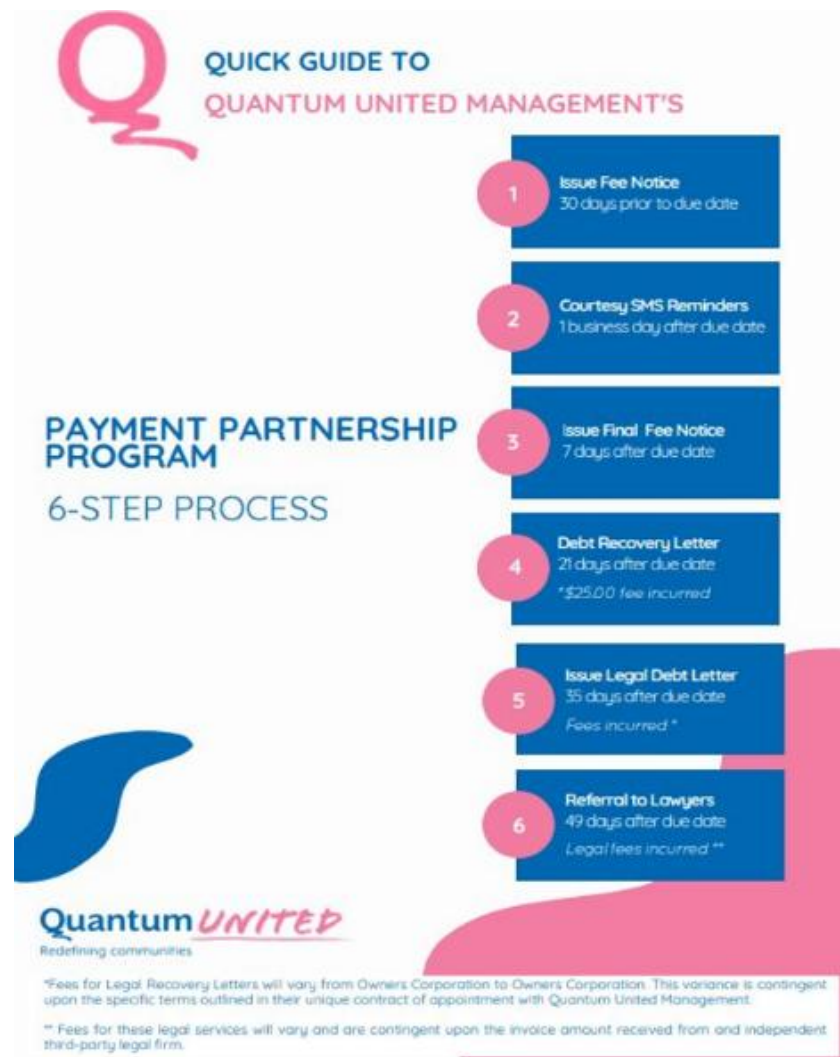 Q
QUICK GUIDE TO
QUANTUM UNITED MANAGEMENT'S
PAYMENT PARTNERSHIP
PROGRAM
6-STEP PROCESS
1
Issue Fee Notice
30 days prior to due date
2
Courtesy SMS Reminders
1 business day after due date
3
Issue Final Fee Notice
7 days after due date
4
Debt Recovery Letter
21 days after due date
*$25.00 fee incurred
5
Issue Legal Debt Letter
35 days after due date
Fees incurred *
6
Referral to Lawyers
49 days after due date
Legal fees incurred **
Quantum UNITED
Redefining communities
*Fees for Legal Recovery Letters will vary from Owners Corporation to Owners Corporation. This variance is contingent
upon the specific terms outlined in their unique contract of appointment with Quantum United Management.
** Fees for these legal services will vary and are contingent upon the invoice amount received from and independent
third-party legal firm.